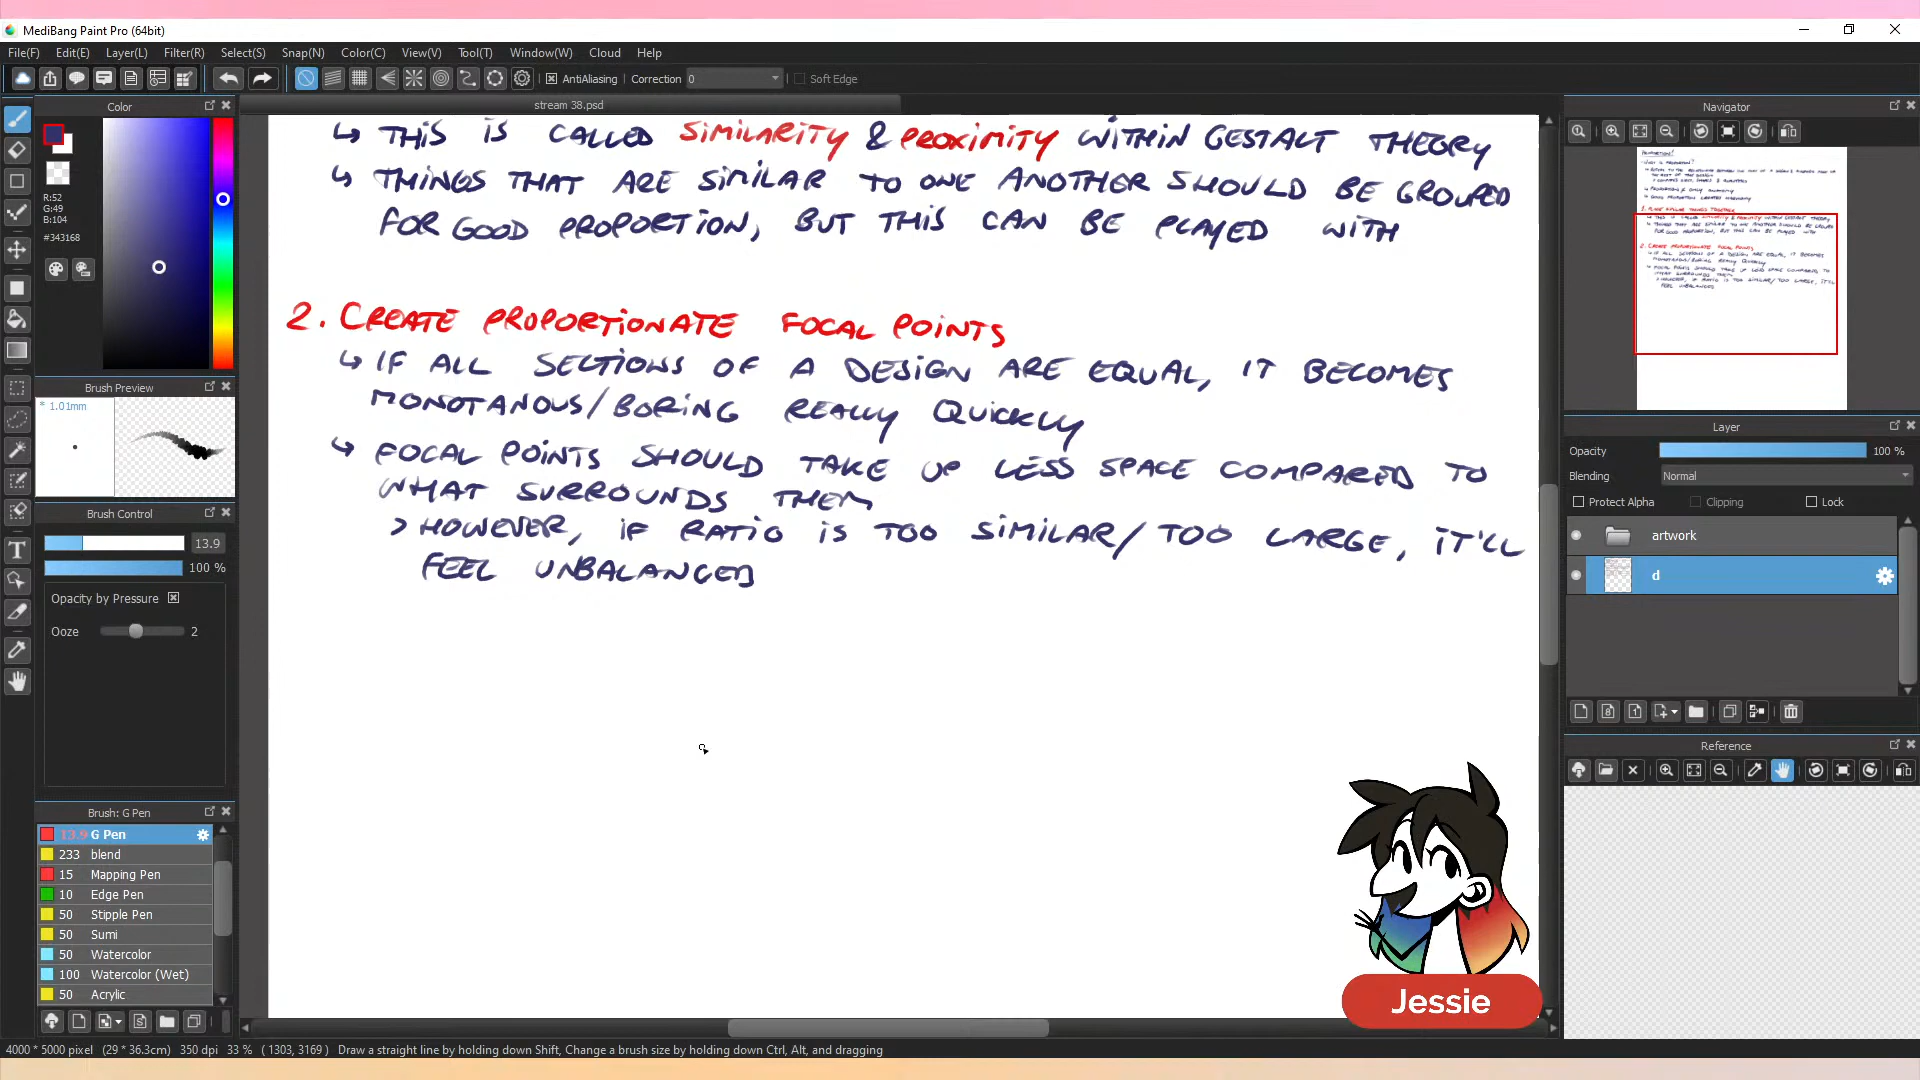 MediBang Paint Pro (64bit)
File(F) Edit(E) Layer(L) Filter(R) Select(S) Snap(N) Color(C) View(V) Tool(T) Window(W) Cloud Help
AntiAliasing Correction 0 Soft Edge
Color
stream 38.psd
Navigator
R:52
G:49
B:104
#343168
Brush Preview
* 1.01mm
Brush Control
13.9
100 %
Opacity by Pressure
Ooze 2
Brush: G Pen
13.9 G Pen
233 blend
15 Mapping Pen
10 Edge Pen
50 Stipple Pen
50 Sumi
50 Watercolor
100 Watercolor (Wet)
50 Acrylic
↳ THIS IS CALLED SIMILARITY & PROXIMITY WITHIN GESTALT THEORY
↳ THINGS THAT ARE SIMILAR TO ONE ANOTHER SHOULD BE GROUPED
FOR GOOD PROPORTION, BUT THIS CAN BE PLAYED WITH
2. CREATE PROPORTIONATE FOCAL POINTS
↳ IF ALL SECTIONS OF A DESIGN ARE EQUAL, IT BECOMES
MONOTANOUS/BORING REALLY QUICKLY
↳ FOCAL POINTS SHOULD TAKE UP LESS SPACE COMPARED TO
WHAT SURROUNDS THEM
> HOWEVER, IF RATIO IS TOO SIMILAR/TOO LARGE, IT'LL
FEEL UNBALANCED
Jessie
Layer
Opacity 100 %
Blending Normal
Protect Alpha Clipping Lock
artwork
d
Reference
4000 * 5000 pixel (29 * 36.3cm) 350 dpi 33 % ( 1303, 3169 ) Draw a straight line by holding down Shift, Change a brush size by holding down Ctrl, Alt, and dragging